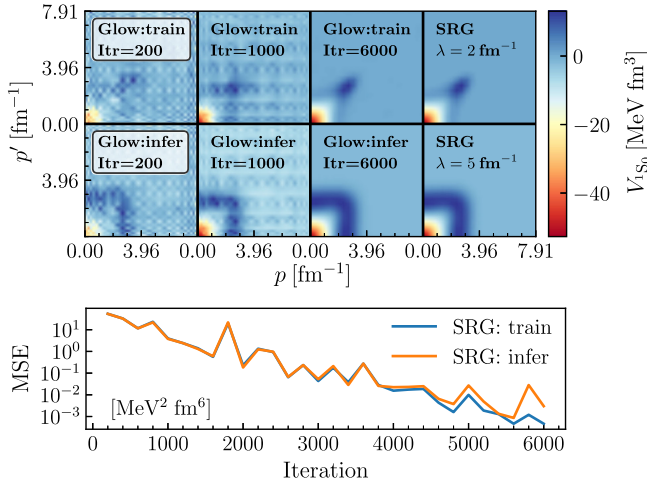 7.91
3.96
0.00
3.96
p′ [fm⁻¹]
Glow:train
Itr=200
Glow:train
Itr=1000
Glow:train
Itr=6000
SRG
λ = 2 fm⁻¹
Glow:infer
Itr=200
Glow:infer
Itr=1000
Glow:infer
Itr=6000
SRG
λ = 5 fm⁻¹
0.00 3.96 0.00 3.96 0.00 3.96 0.00 3.96 7.91
p [fm⁻¹]
0
−20
−40
V₁S₀ [MeV fm³]
10¹
10⁰
10⁻¹
10⁻²
10⁻³
MSE
SRG: train
SRG: infer
[MeV² fm⁶]
0 1000 2000 3000 4000 5000 6000
Iteration